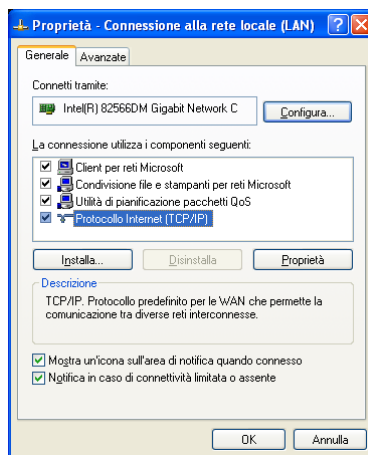 Proprietà - Connessione alla rete locale (LAN)
Generale
Avanzate
Connetti tramite:
Intel(R) 82566DM Gigabit Network C
Configura...
La connessione utilizza i componenti seguenti:
Client per reti Microsoft
Condivisione file e stampanti per reti Microsoft
Utilità di pianificazione pacchetti QoS
Protocollo Internet (TCP/IP)
Installa...
Disinstalla
Proprietà
Descrizione
TCP/IP. Protocollo predefinito per le WAN che permette la
comunicazione tra diverse reti interconnesse.
Mostra un'icona sull'area di notifica quando connesso
Notifica in caso di connettività limitata o assente
OK
Annulla